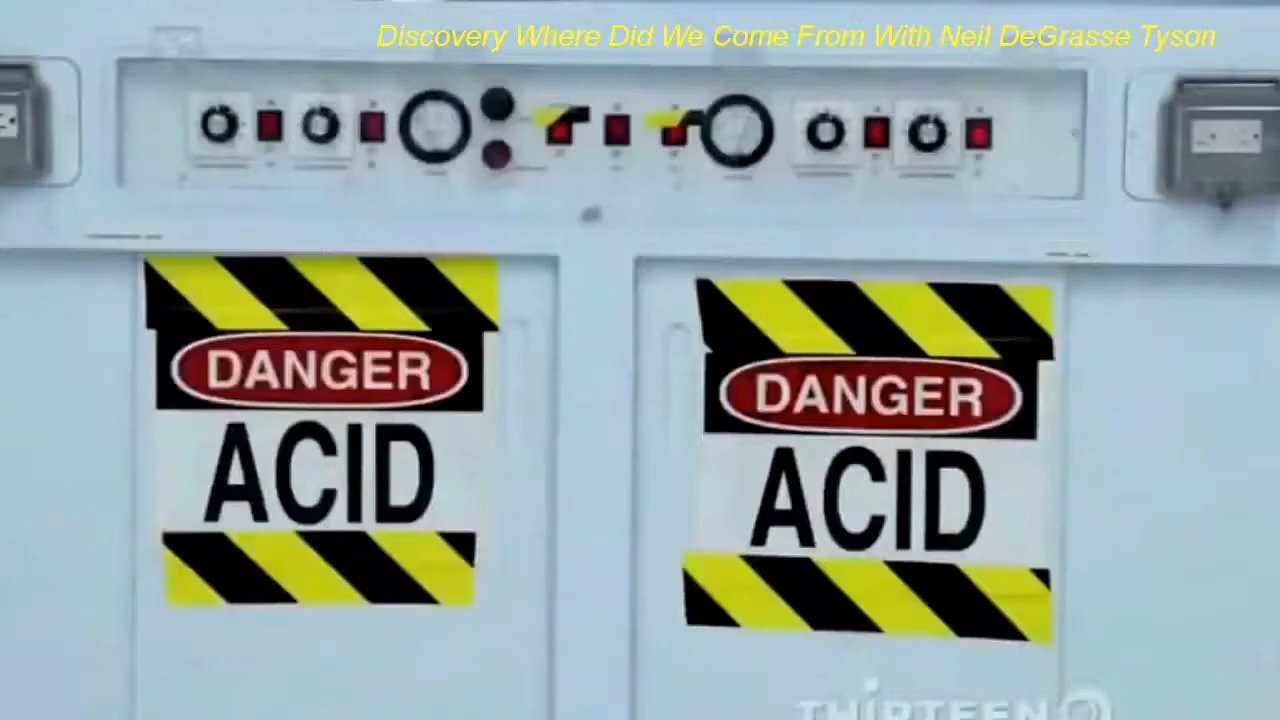 Discovery Where Did We Come From With Neil DeGrasse Tyson
DANGER
ACID
DANGER
ACID
THIRTEEN